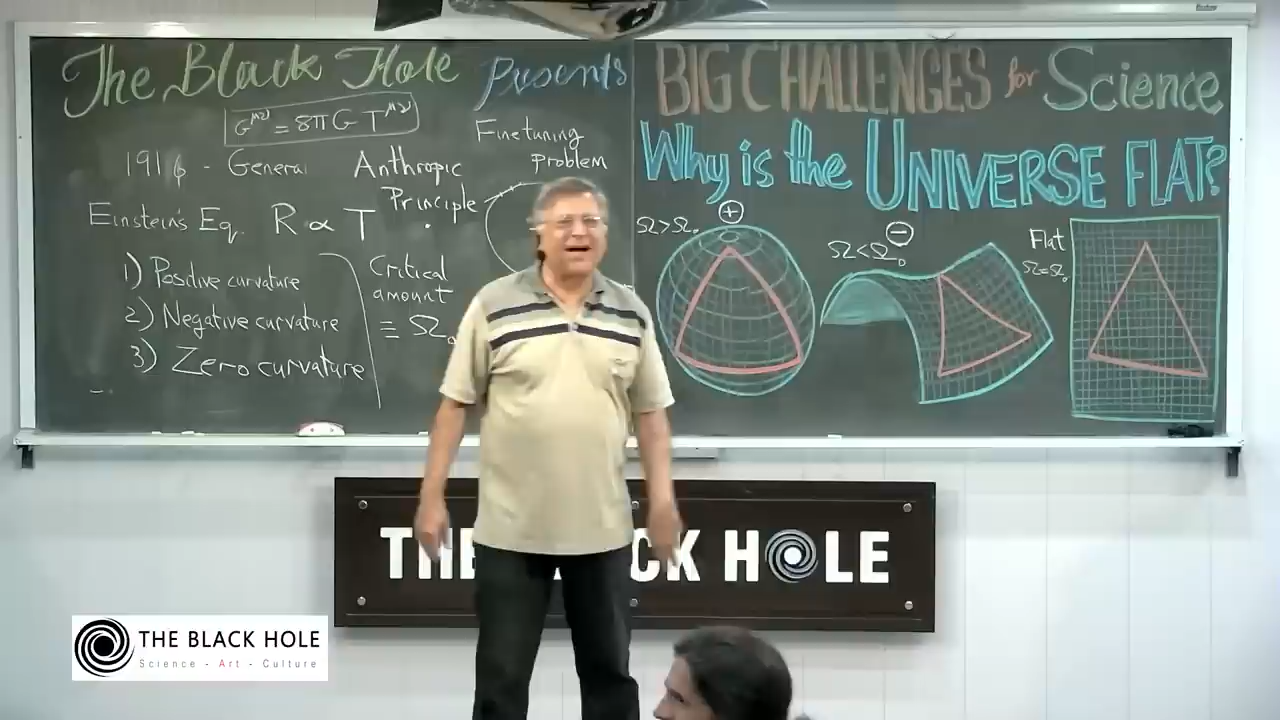 The Black Hole Presents
G^μν = 8πG T^μν
1916 - General
Einstein's Eq. R ∝ T
1) Positive curvature
2) Negative curvature
3) Zero curvature
Anthropic
Principle
Finetuning
problem
Critical
amount
≡ Ω₀
BIG CHALLENGES for Science
Why is the UNIVERSE FLAT?
Ω>Ω₀
+
Ω<Ω₀
−
Flat
Ω=Ω₀
THE CK HOLE
THE BLACK HOLE
Science - Art - Culture